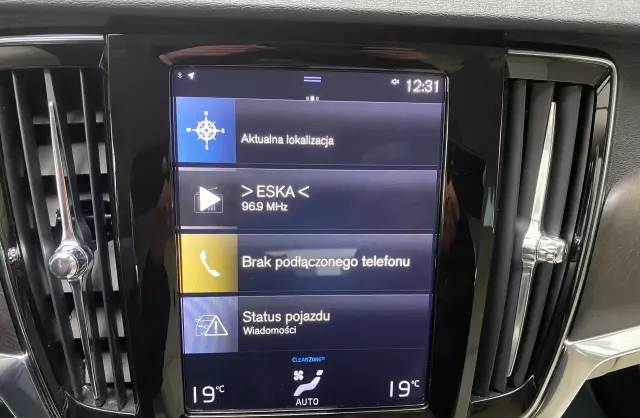 12:31
Aktualna lokalizacja
>ESKA<
96.9 MHz
Brak podłączonego telefonu
Status pojazdu
Wiadomości
CLEANZONE
19°C
AUTO
19°C